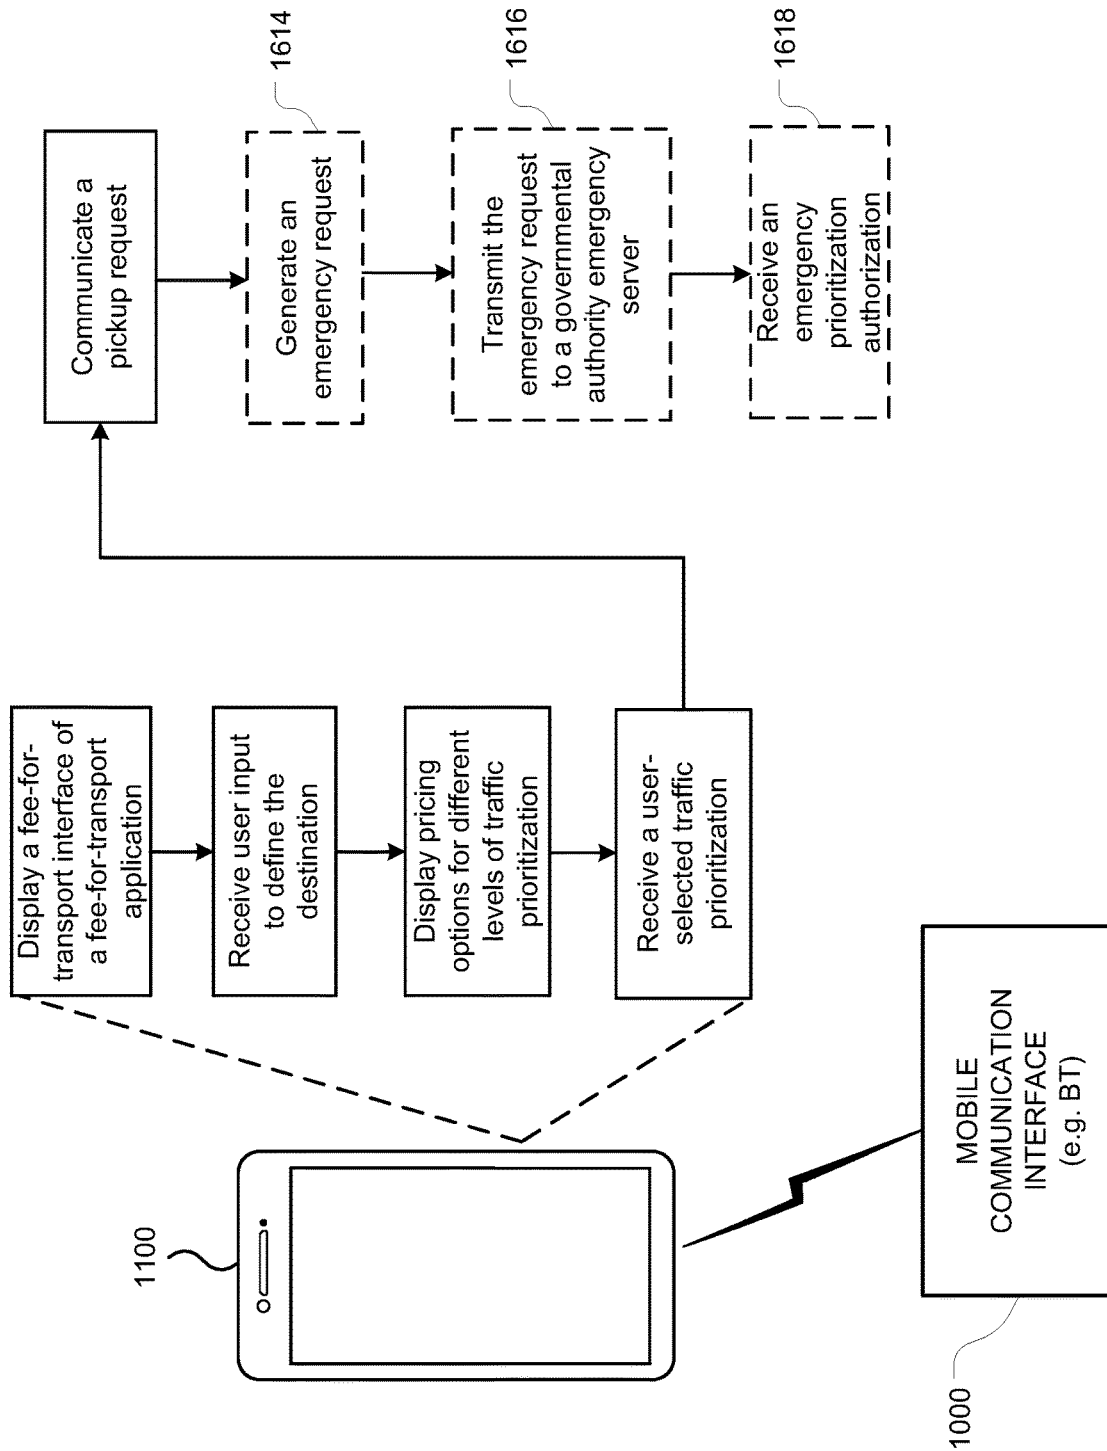 Display a fee-for-
transport interface of
a fee-for-transport
application
Receive user input
to define the
destination
Display pricing
options for different
levels of traffic
prioritization
Receive a user-
selected traffic
prioritization
Communicate a
pickup request
Generate an
emergency request
1614
Transmit the
emergency request
to a governmental
authority emergency
server
1616
Receive an
emergency
prioritization
authorization
1618
1100
MOBILE
COMMUNICATION
INTERFACE
(e.g. BT)
1000